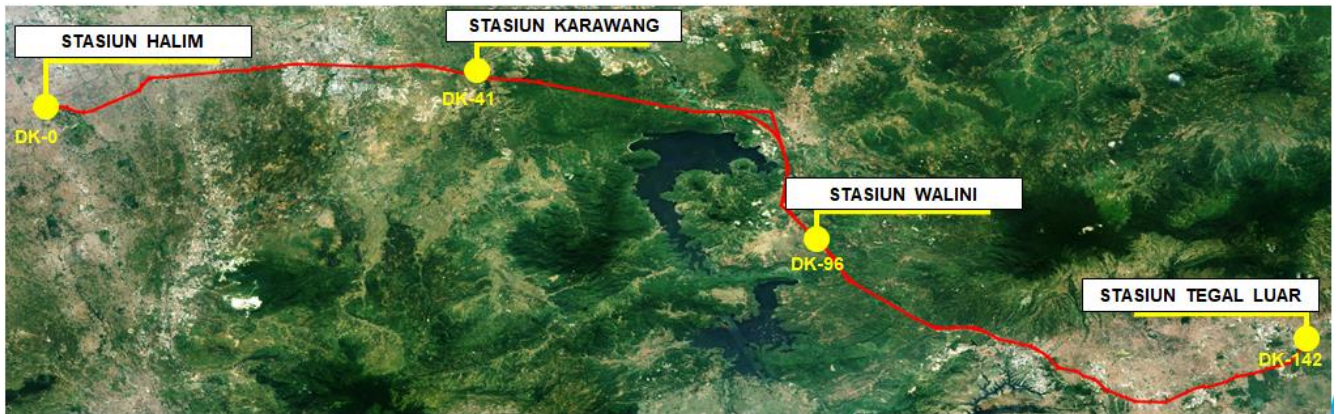 STASIUN HALIM
DK-0
STASIUN KARAWANG
DK-41
STASIUN WALINI
DK-96
STASIUN TEGAL LUAR
DK-142